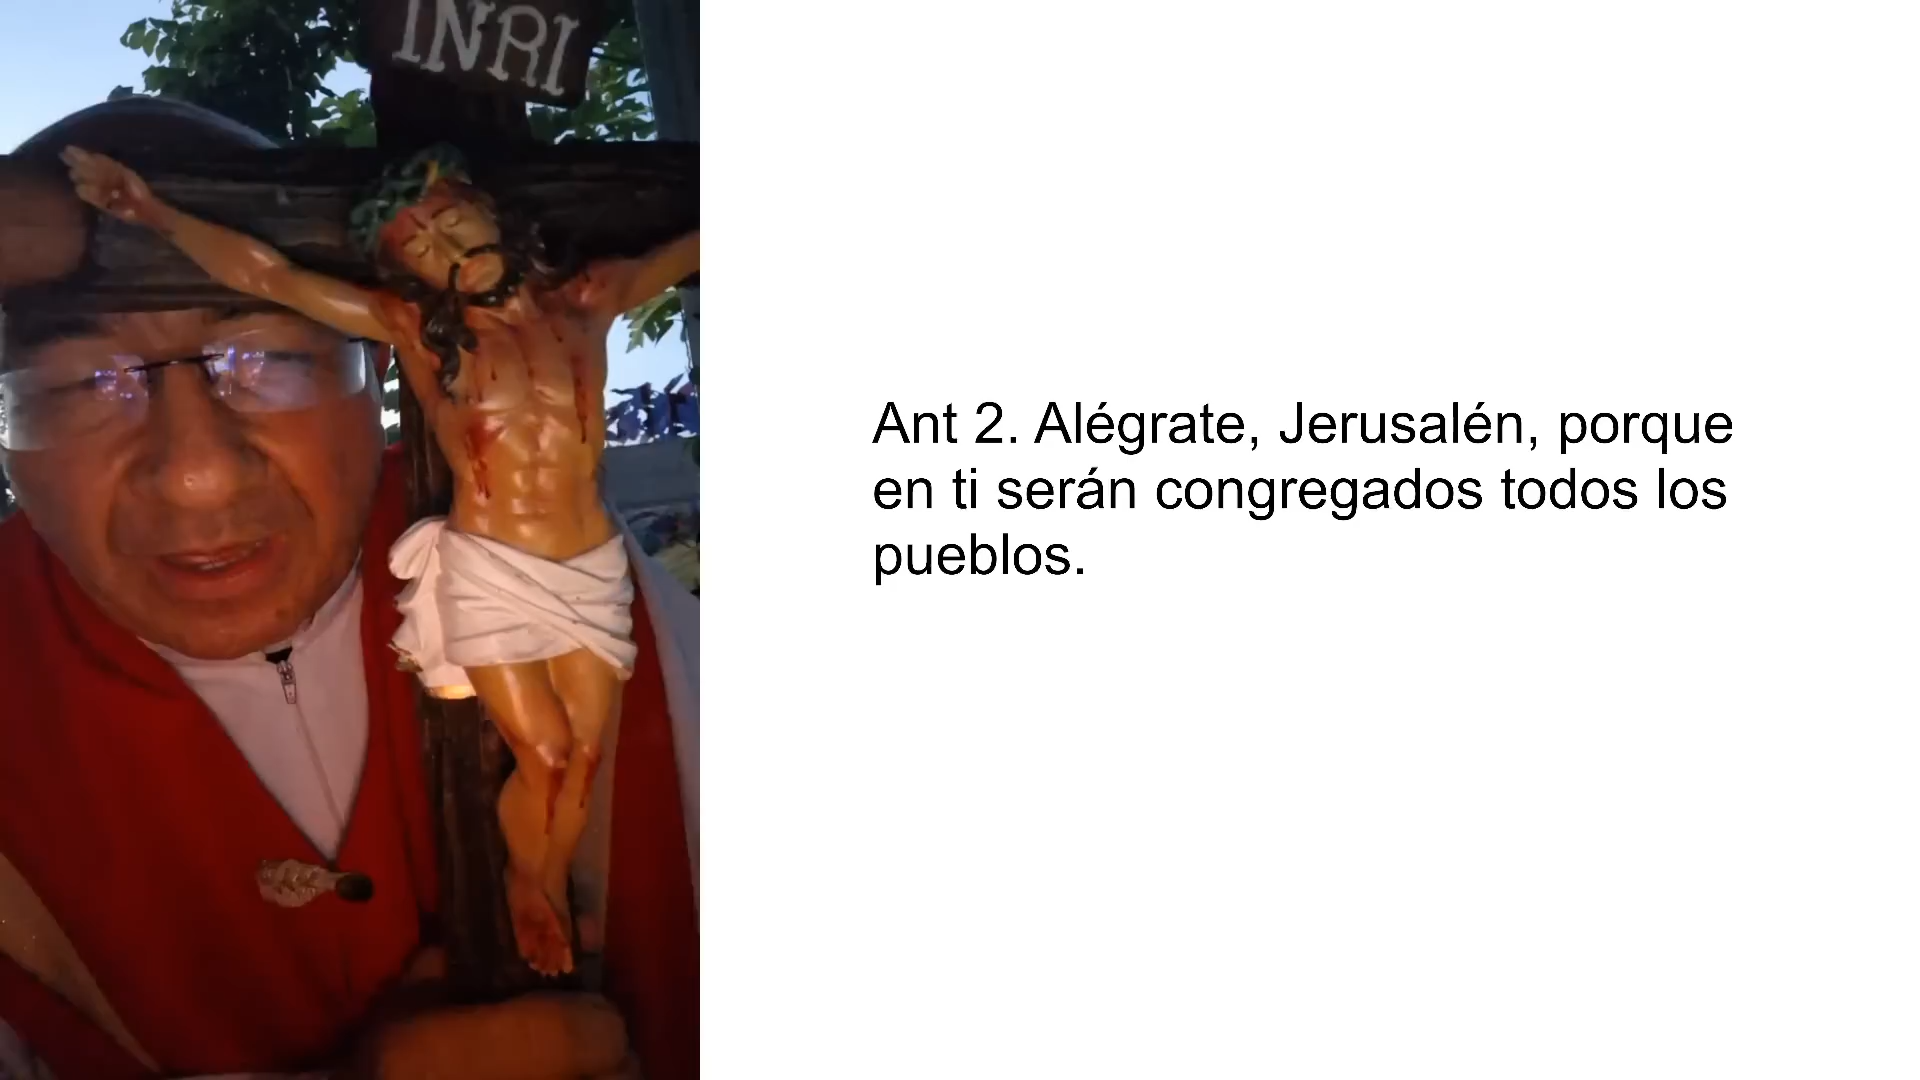 INRI
Ant 2. Alégrate, Jerusalén, porque
en ti serán congregados todos los
pueblos.